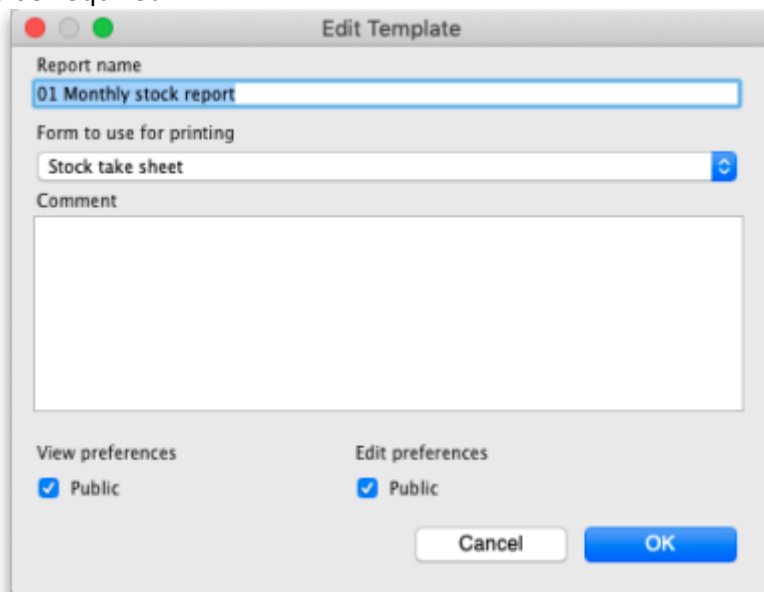 Edit Template
Report name
01 Monthly stock report
Form to use for printing
Stock take sheet
Comment
View preferences Edit preferences
Public Public
Cancel OK